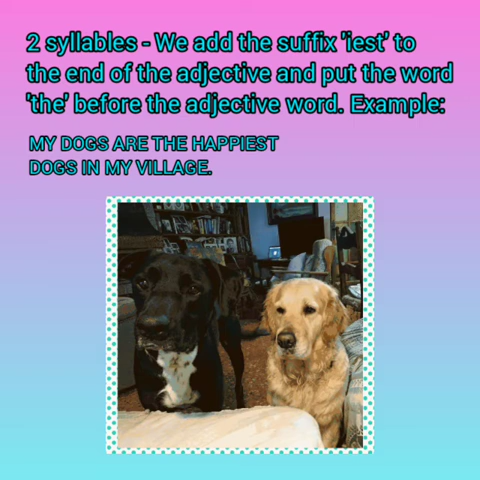 2 syllables - We add the suffix 'iest' to
the end of the adjective and put the word
'the' before the adjective word. Example:
MY DOGS ARE THE HAPPIEST
DOGS IN MY VILLAGE.